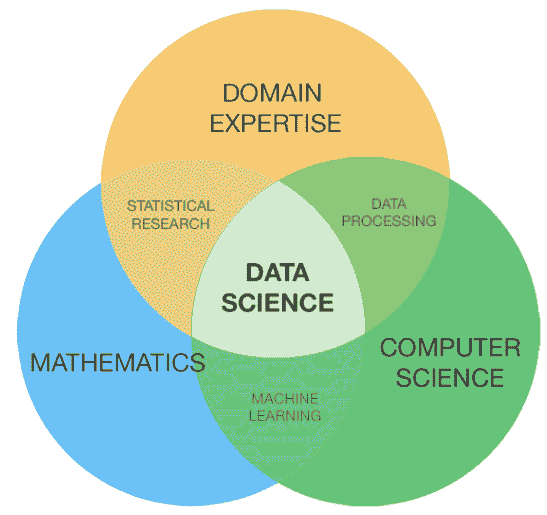 DOMAIN
EXPERTISE
STATISTICAL
RESEARCH
DATA
PROCESSING
DATA
SCIENCE
MATHEMATICS
COMPUTER
SCIENCE
MACHINE
LEARNING